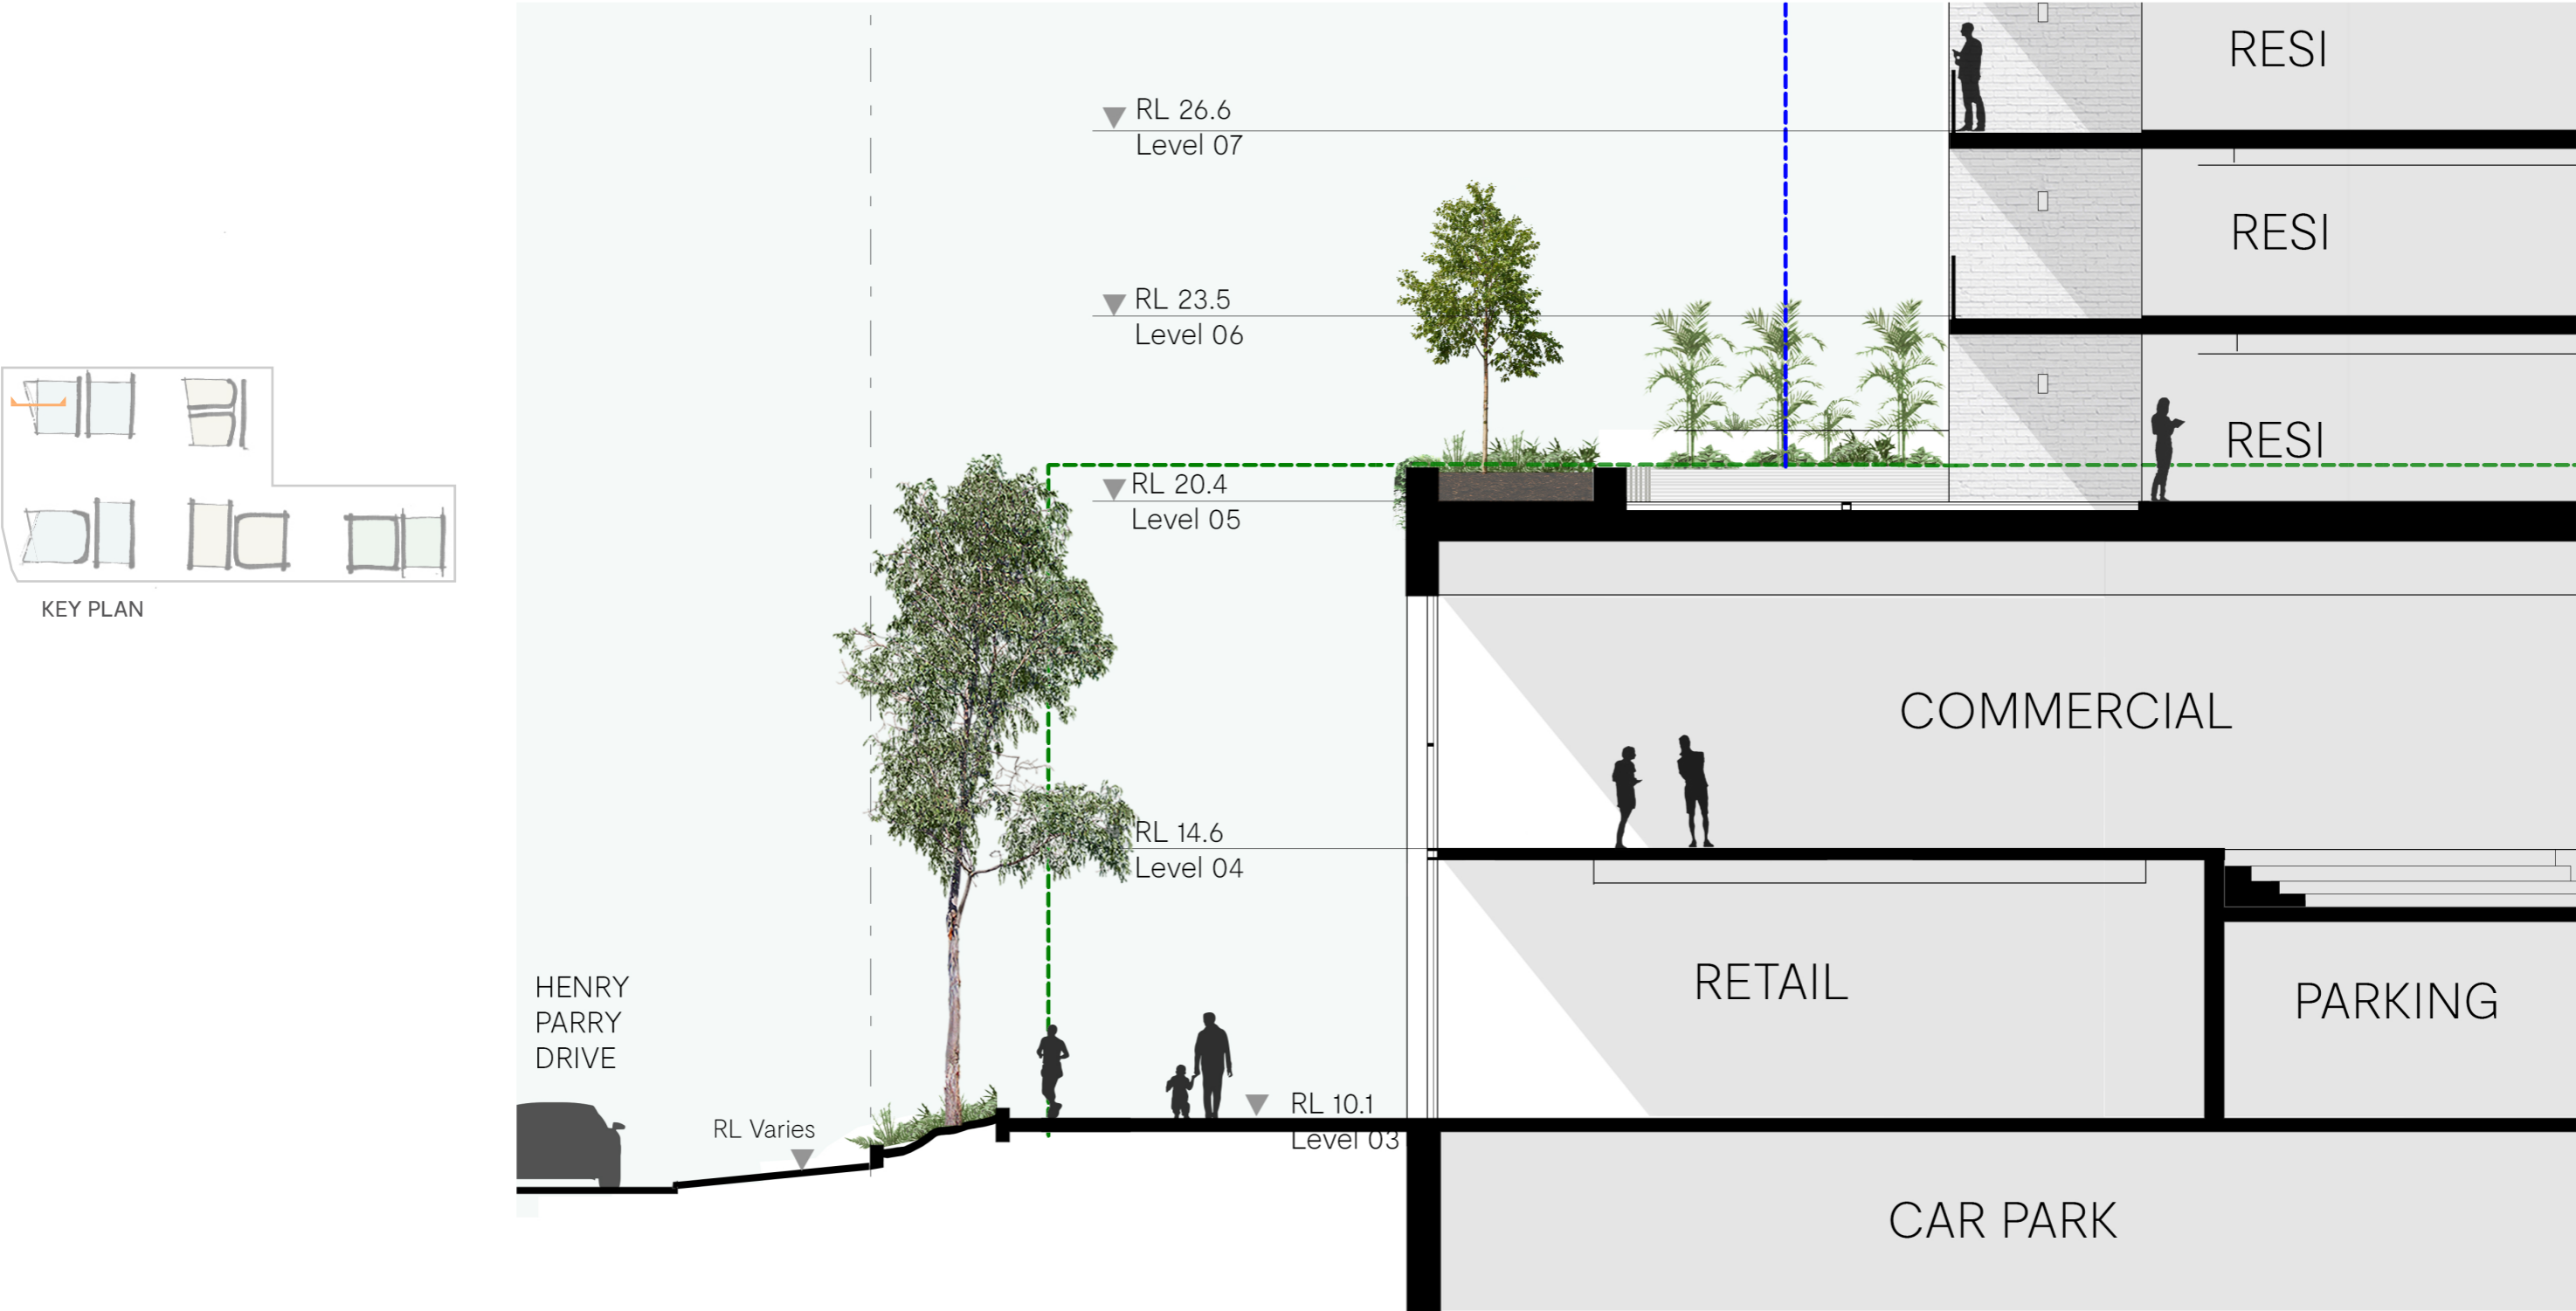 RESI
RL 26.6
Level 07
RESI
RL 23.5
Level 06
RESI
RL 20.4
Level 05
KEY PLAN
COMMERCIAL
RL 14.6
Level 04
RETAIL
PARKING
HENRY
PARRY
DRIVE
RL Varies
RL 10.1
Level 03
CAR PARK